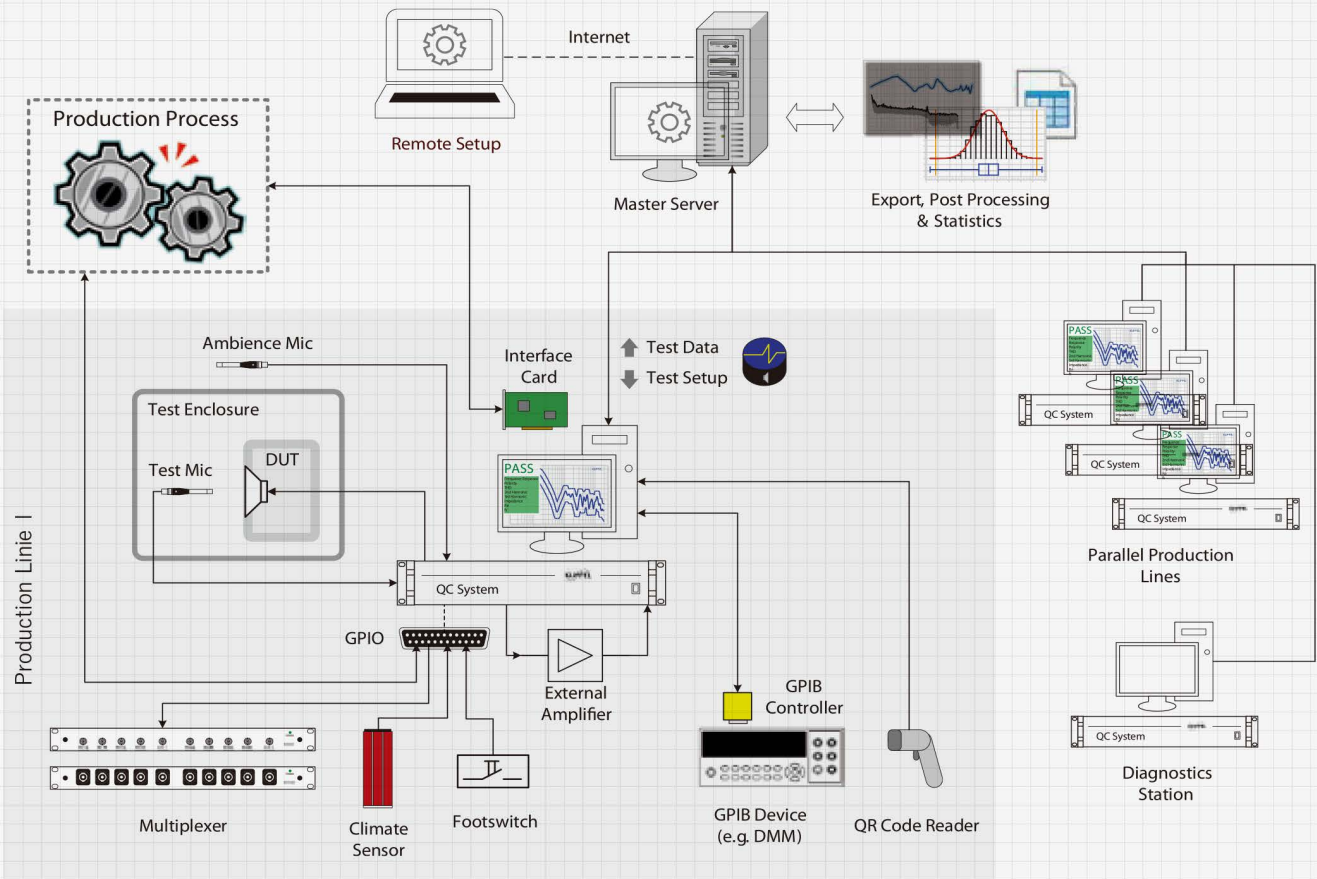 Internet
Remote Setup
Master Server
Export, Post Processing
& Statistics
Production Process
Ambience Mic
Interface
Card
Test Data
Test Setup
Test Enclosure
Test Mic
DUT
PASS
QC System
GPIO
External
Amplifier
GPIB
Controller
Multiplexer
Climate
Sensor
Footswitch
GPIB Device
(e.g. DMM)
QR Code Reader
Production Linie I
PASS
QC System
PASS
QC System
PASS
QC System
Parallel Production
Lines
QC System
Diagnostics
Station